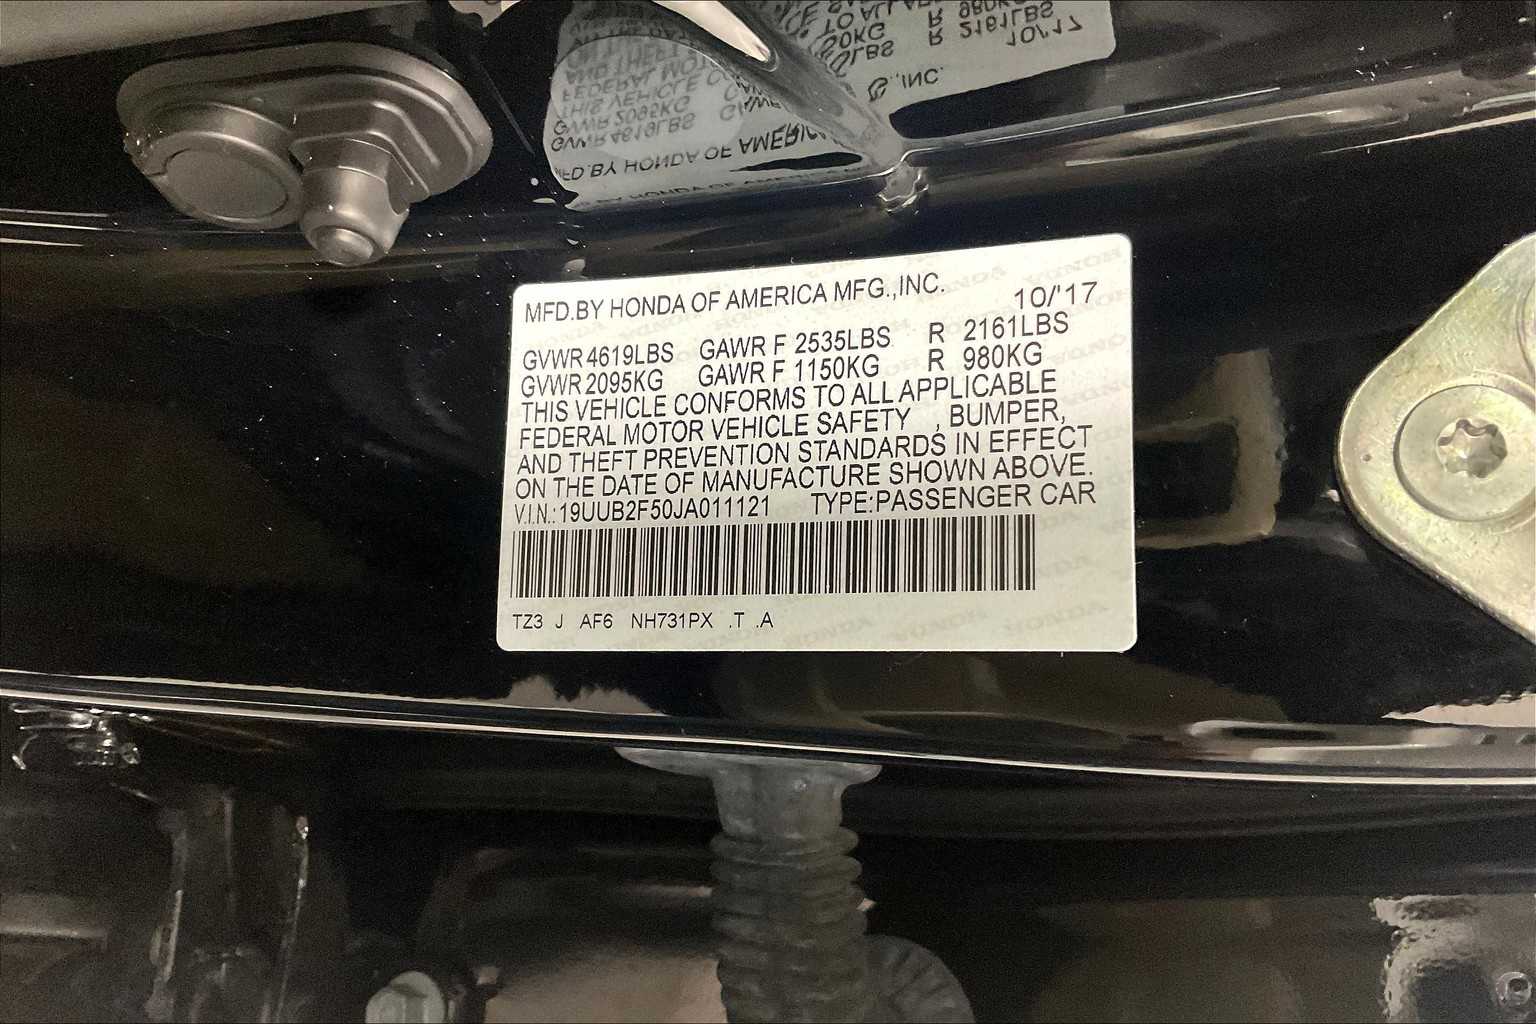 MFD.BY HONDA OF AMERICA MFG.,INC.
10/'17
GVWR 4619LBS GAWR F 2535LBS R 2161LBS
GVWR 2095KG GAWR F 1150KG R 980KG
THIS VEHICLE CONFORMS TO ALL APPLICABLE
FEDERAL MOTOR VEHICLE SAFETY , BUMPER,
AND THEFT PREVENTION STANDARDS IN EFFECT
ON THE DATE OF MANUFACTURE SHOWN ABOVE.
V.I.N.: 19UUB2F50JA011121 TYPE:PASSENGER CAR
TZ3 J AF6 NH731PX .T .A